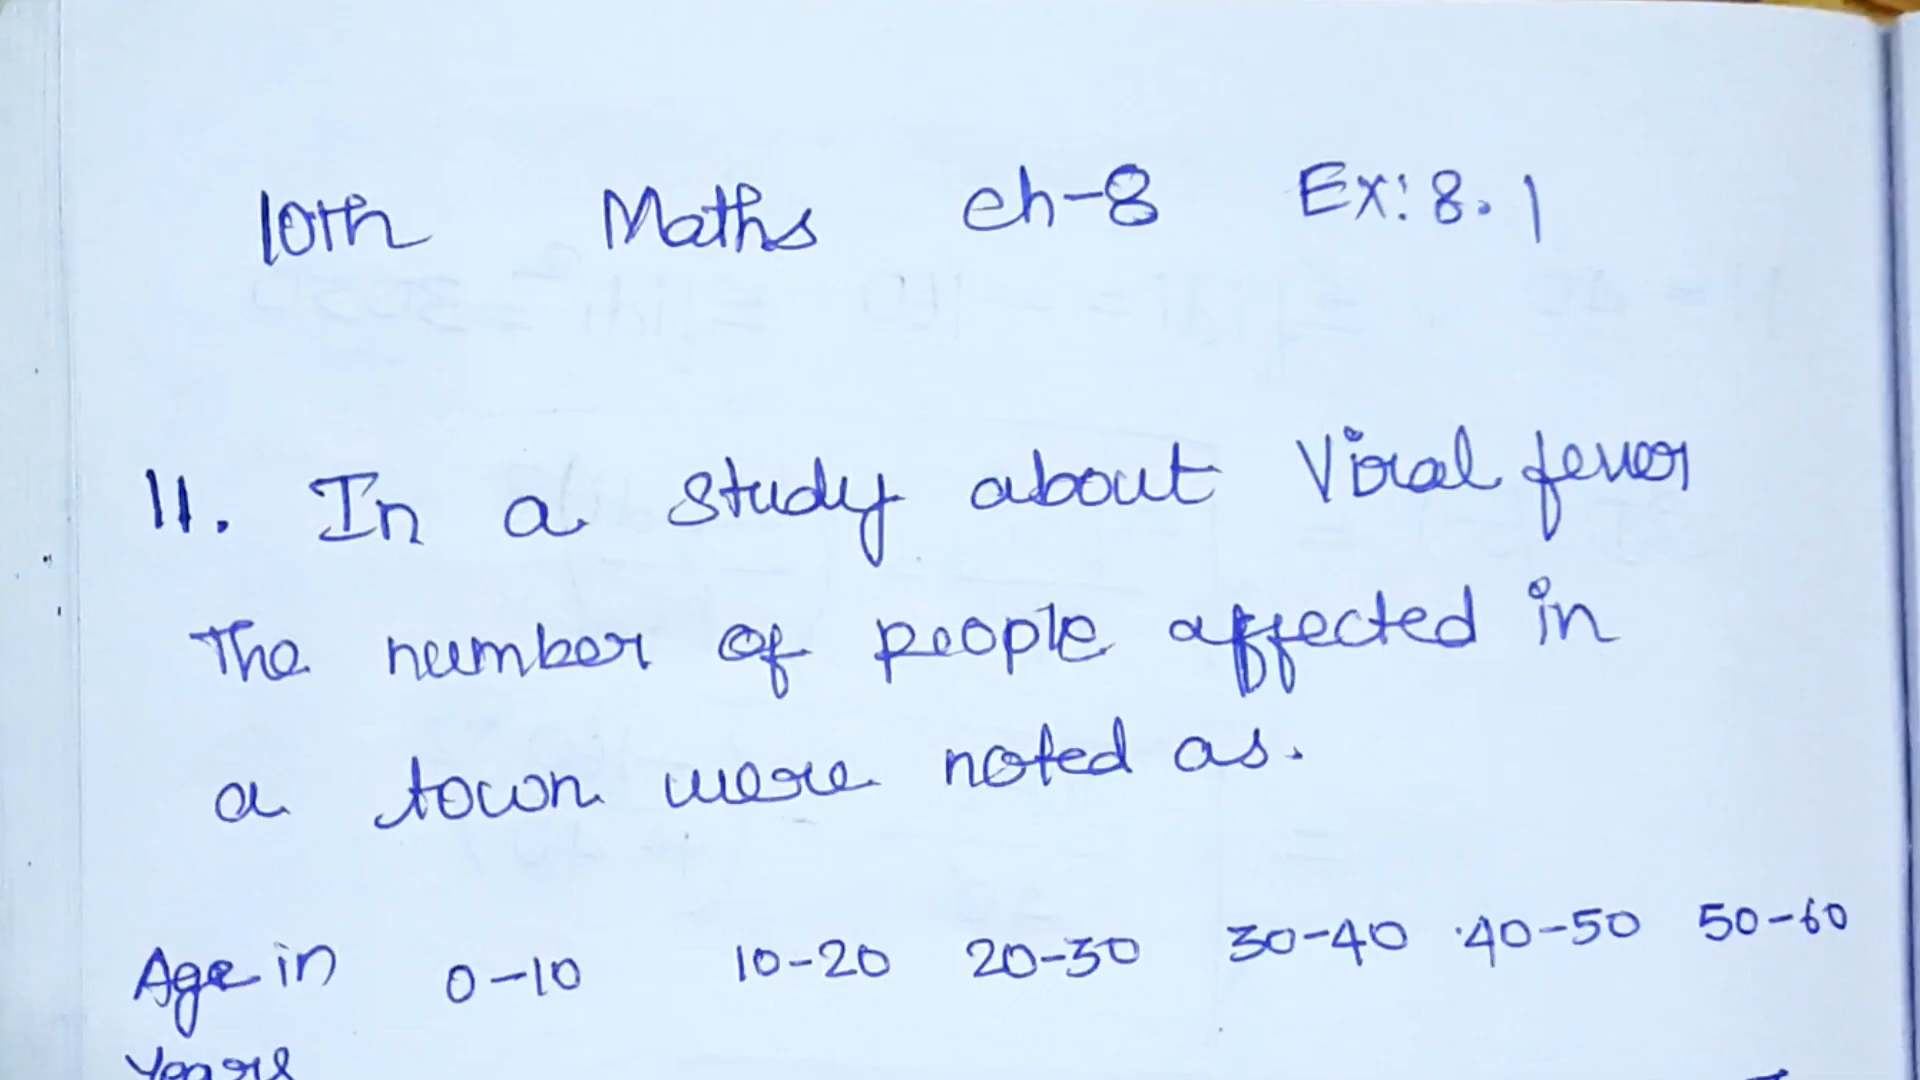 10th Maths ch-8 Ex: 8.1
11. In a study about Viral fever
The number of people affected in
a town were noted as.
Age in 0-10 10-20 20-30 30-40 40-50 50-60
Years